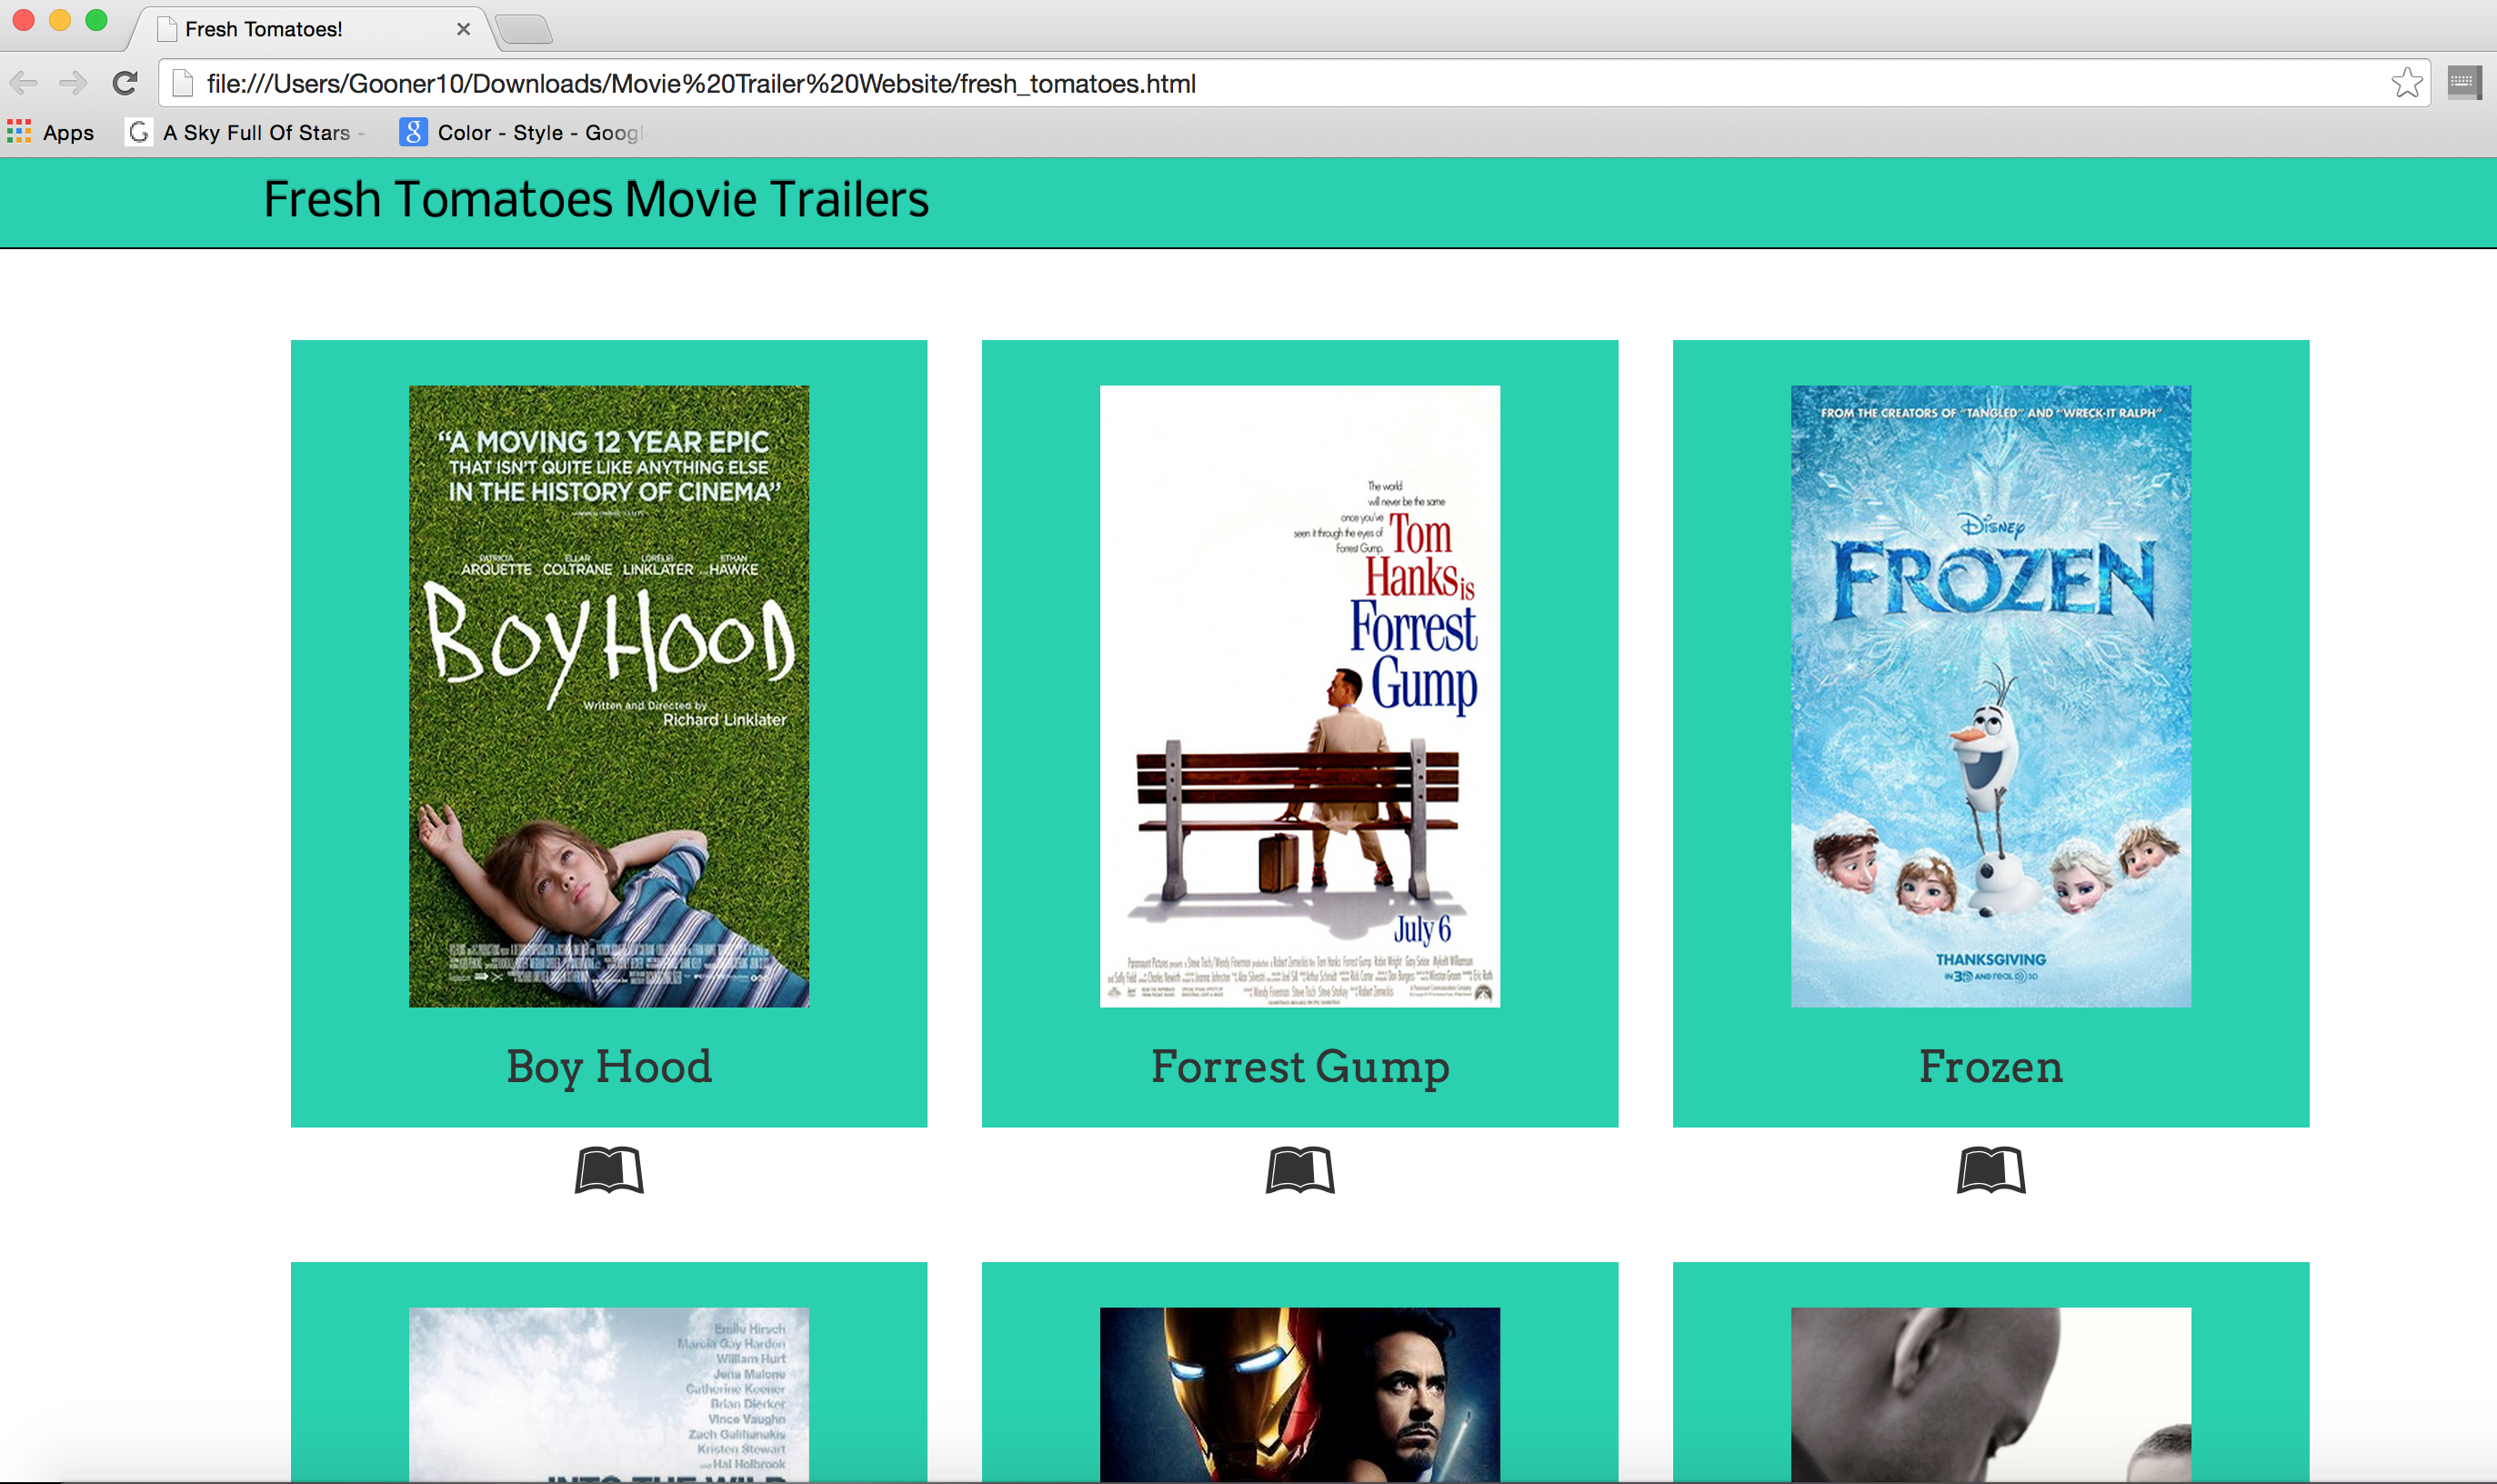 Fresh Tomatoes!
file:///Users/Gooner10/Downloads/Movie%20Trailer%20Website/fresh_tomatoes.html
Apps
A Sky Full Of Stars -
Color - Style - Goog
Fresh Tomatoes Movie Trailers
“A MOVING 12 YEAR EPIC
THAT ISN'T QUITE LIKE ANYTHING ELSE
IN THE HISTORY OF CINEMA”
PATRICIA ARQUETTE ELLAR COLTRANE LORELEI LINKLATER AND ETHAN HAWKE
BOYHOOD
Written and Directed by
Richard Linklater
Boy Hood
The world
will never be the same
once you've
seen it through the eyes of
Forrest Gump.
Tom
Hanks is
Forrest
Gump
July 6
Forrest Gump
FROM THE CREATORS OF “TANGLED” AND “WRECK-IT RALPH”
DISNEY
FROZEN
THANKSGIVING
IN 3D AND REAL D 3D
Frozen
Emile Hirsch
Marcia Gay Harden
William Hurt
Jena Malone
Catherine Keener
Brian Dierker
Vince Vaughn
Zach Galifianakis
Kristen Stewart
and Hal Holbrook
INTO THE WILD